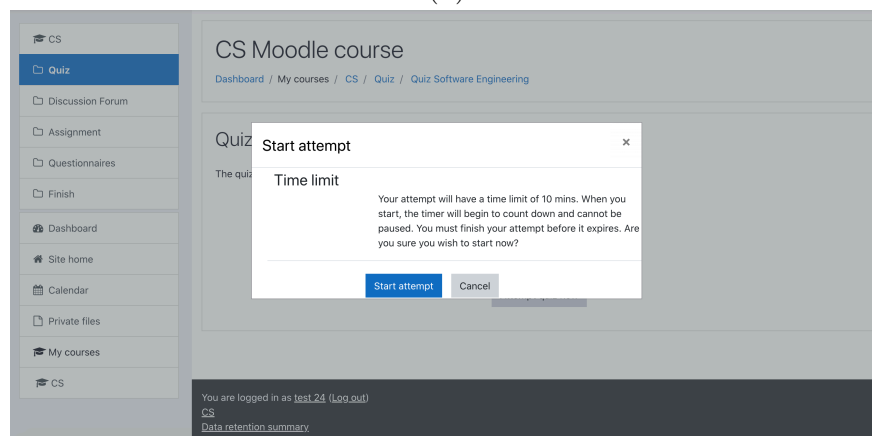 CS
Quiz
Discussion Forum
Assignment
Questionnaires
Finish
Dashboard
Site home
Calendar
Private files
My courses
CS
CS Moodle course
Dashboard / My courses / CS / Quiz / Quiz Software Engineering
Quiz
The quiz
Start attempt ×
Time limit
Your attempt will have a time limit of 10 mins. When you
start, the timer will begin to count down and cannot be
paused. You must finish your attempt before it expires. Are
you sure you wish to start now?
Start attempt Cancel
You are logged in as test 24 (Log out)
CS
Data retention summary